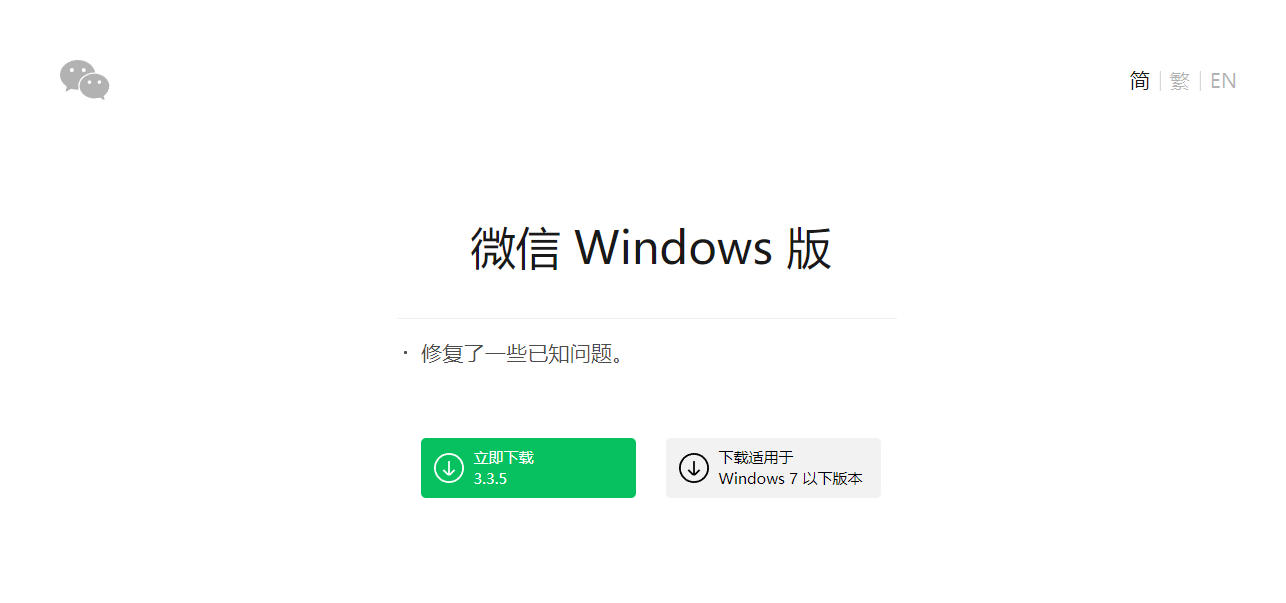 简 | 繁 | EN
微信 Windows 版
· 修复了一些已知问题。
立即下载
3.3.5
下载适用于
Windows 7 以下版本